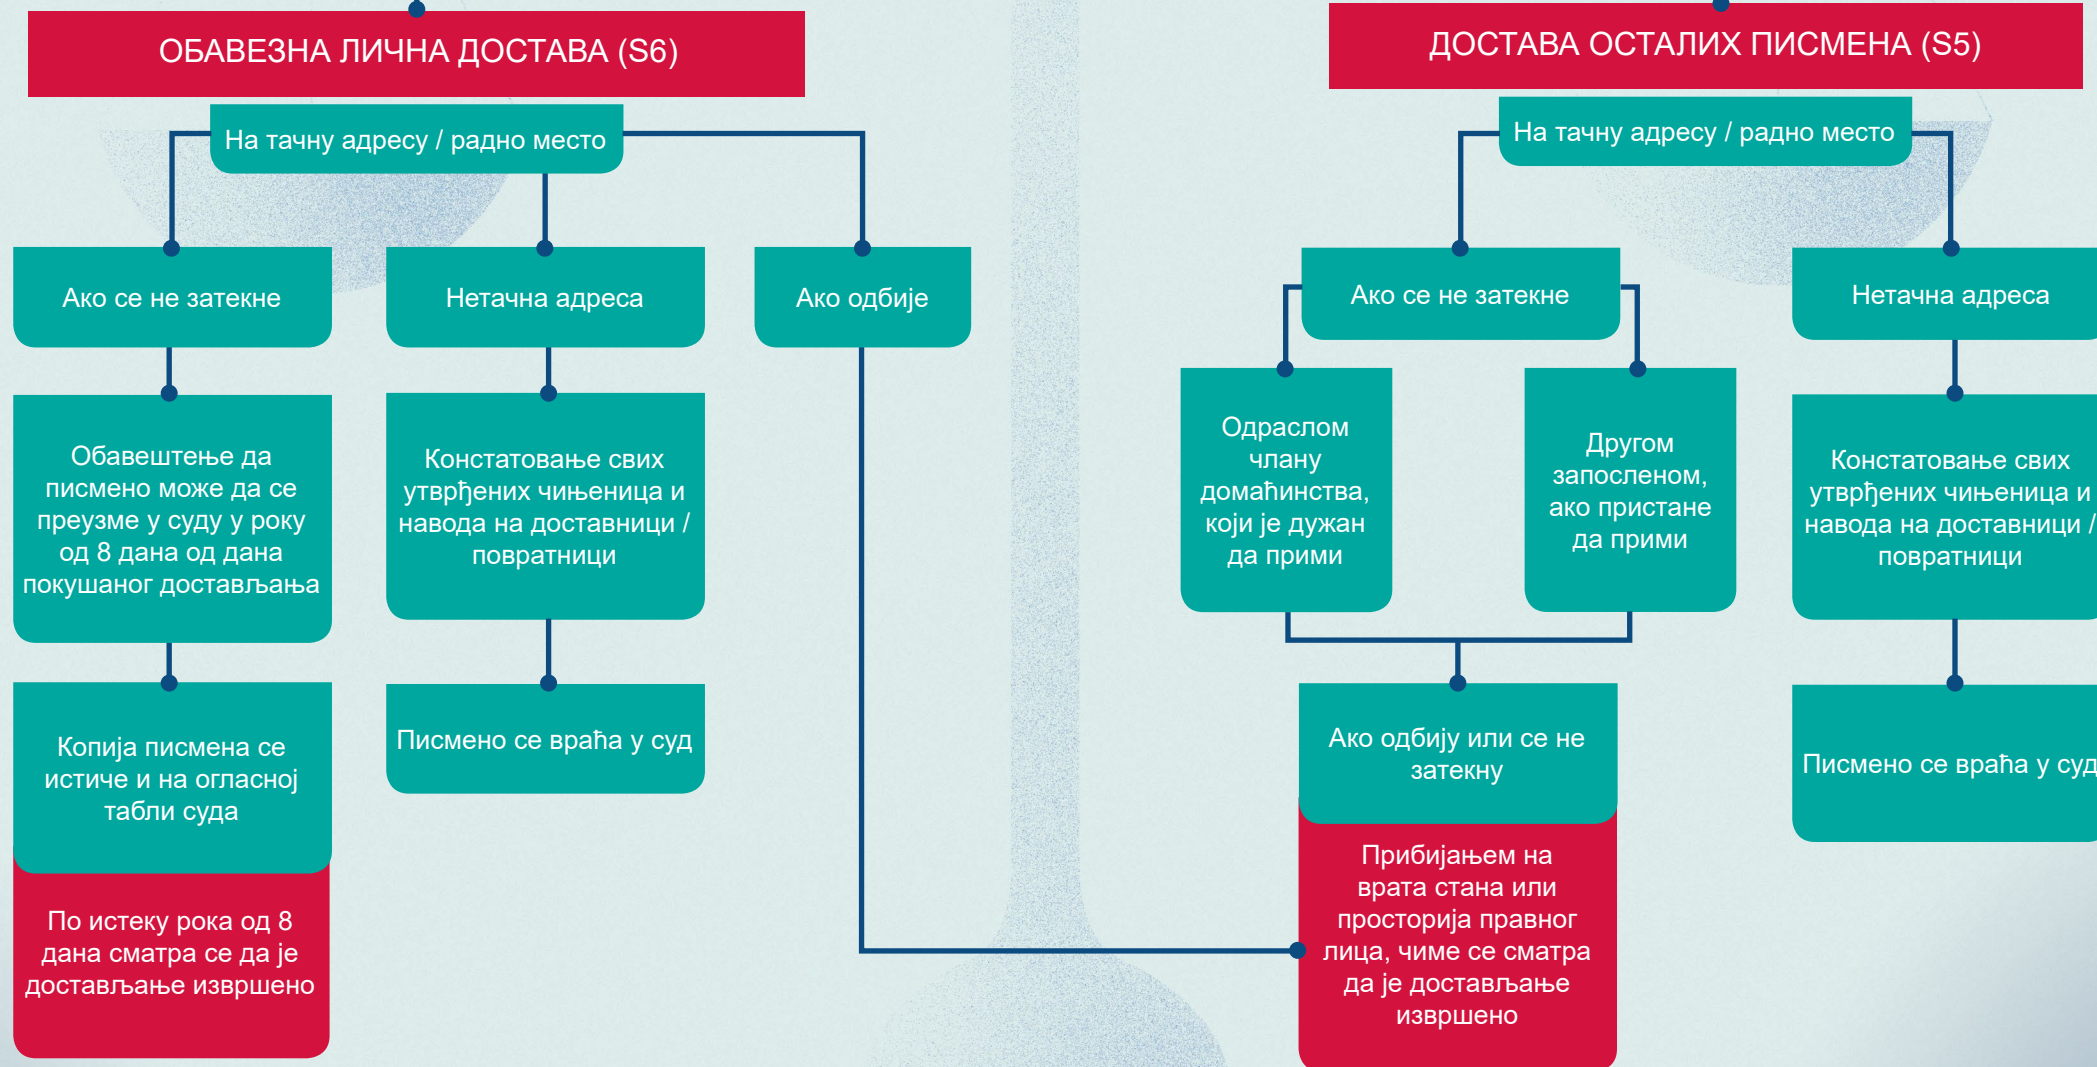 ОБАВЕЗНА ЛИЧНА ДОСТАВА (S6)
На тачну адресу / радно место
Ако се не затекне
Нетачна адреса
Ако одбије
Обавештење да
писмено може да се
преузме у суду у року
од 8 дана од дана
покушаног достављања
Констатовање свих
утврђених чињеница и
навода на доставници /
повратници
Копија писмена се
истиче и на огласној
табли суда
Писмено се враћа у суд
По истеку рока од 8
дана сматра се да је
достављање извршено
ДОСТАВА ОСТАЛИХ ПИСМЕНА (S5)
На тачну адресу / радно место
Ако се не затекне
Нетачна адреса
Одраслом
члану
домаћинства,
који је дужан
да прими
Другом
запосленом,
ако пристане
да прими
Констатовање свих
утврђених чињеница и
навода на доставници /
повратници
Ако одбију или се не
затекну
Писмено се враћа у суд
Прибијањем на
врата стана или
просторија правног
лица, чиме се сматра
да је достављање
извршено